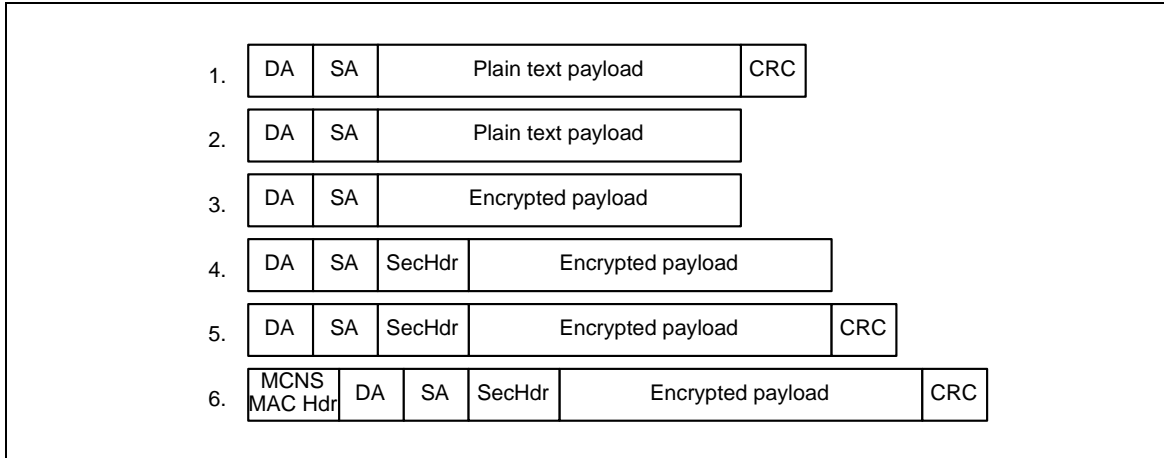 1. DA SA Plain text payload CRC
2. DA SA Plain text payload
3. DA SA Encrypted payload
4. DA SA SecHdr Encrypted payload
5. DA SA SecHdr Encrypted payload CRC
6. MCNS MAC Hdr DA SA SecHdr Encrypted payload CRC